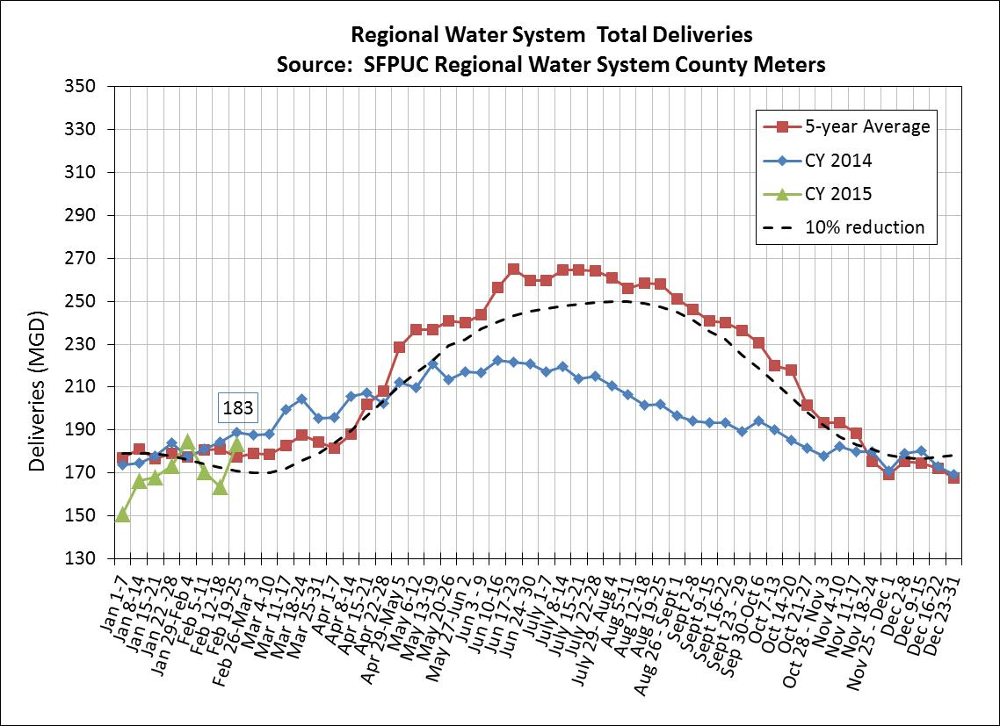 Regional Water System  Total Deliveries
Source:  SFPUC Regional Water System County Meters
350
330
310
290
270
250
230
210
190
170
150
130
Deliveries (MGD)
5-year Average
CY 2014
CY 2015
10% reduction
183
Jan 1-7
Jan 8-14
Jan 15-21
Jan 22 -28
Jan 29-Feb 4
Feb 5-11
Feb 12-18
Feb 19-25
Feb 26-Mar 3
Mar 4-10
Mar 11-17
Mar 18-24
Mar 25-31
Apr 1-7
Apr 8-14
Apr 15-21
Apr 22-28
Apr 29- May 5
May 6-12
May 13-19
May 20-26
May 27-Jun 2
Jun 3 - 9
Jun 10-16
Jun 17-23
Jun 24 -30
July 1-7
July 8-14
July 15-21
July 22-28
July 29- Aug 4
Aug 5-11
Aug 12-18
Aug 19-25
Aug 26 - Sept 1
Sept 2-8
Sept 9-15
Sept 16-22
Sept 23 - 29
Sep 30-Oct 6
Oct 7-13
Oct 14-20
Oct 21-27
Oct 28 - Nov 3
Nov 4-10
Nov 11-17
Nov 18-24
Nov 25 - Dec 1
Dec 2-8
Dec 9-15
Dec 16-22
Dec 23-31